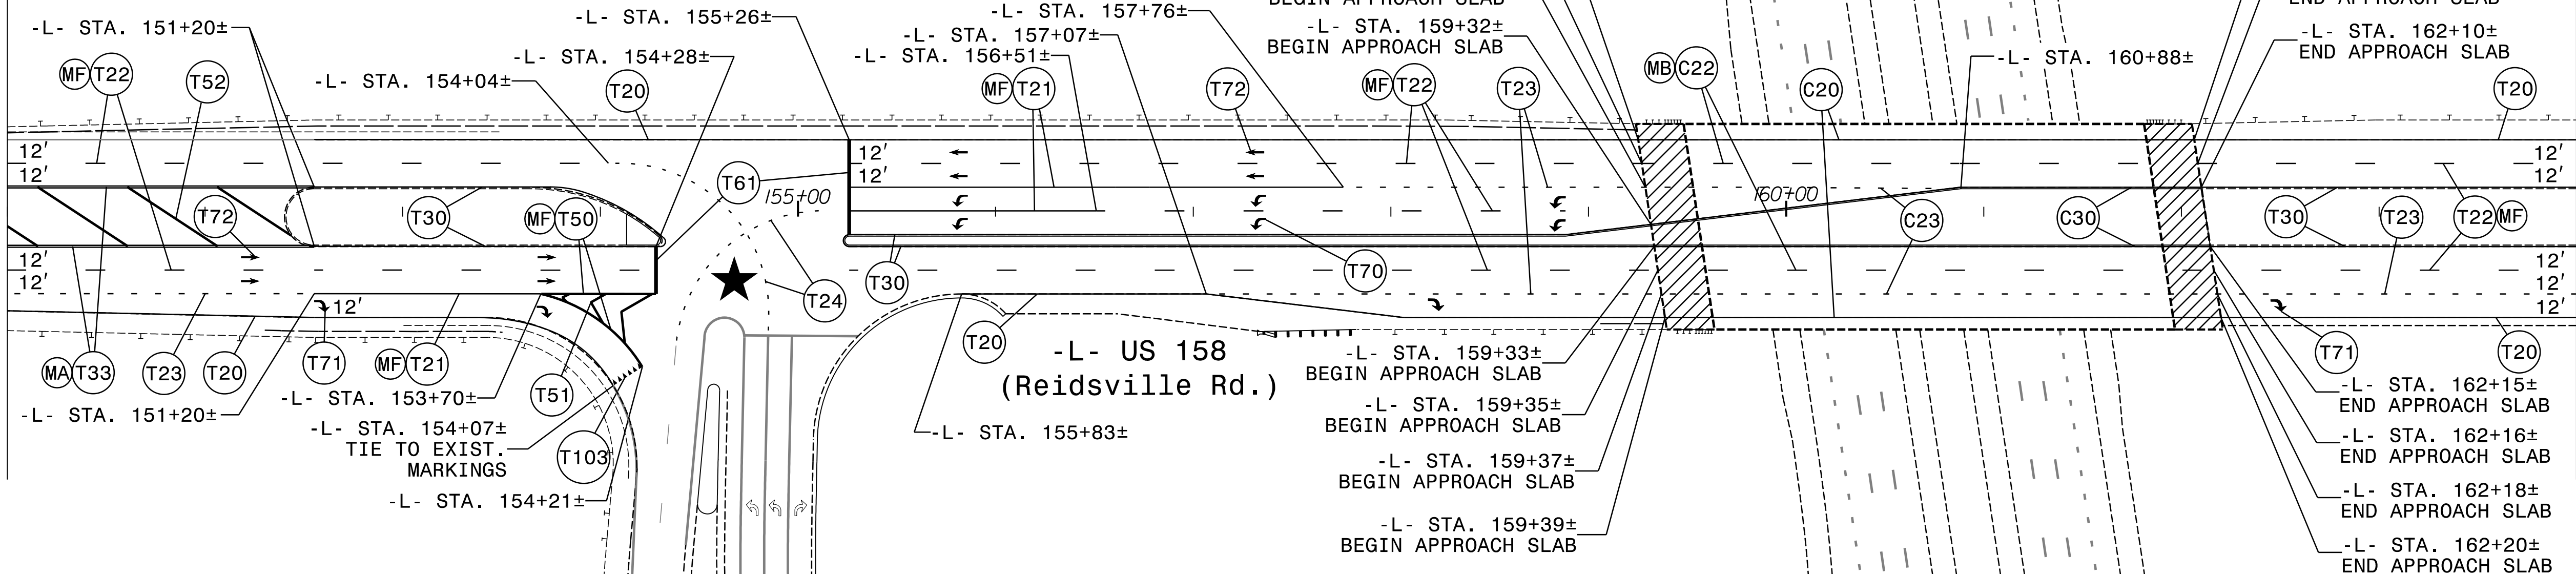 -L- STA. 151+20±
-L- STA. 155+26±
-L- STA. 154+28±
-L- STA. 154+04±
-L- STA. 157+76±
-L- STA. 157+07±
-L- STA. 156+51±
-L- STA. 159+32±
BEGIN APPROACH SLAB
-L- STA. 160+88±
-L- STA. 162+10±
END APPROACH SLAB
MF T22
T52
T20
MF T21
T72
MF T22
T23
MB C22
C20
T20
12'
12'
12'
12'
12'
12'
T61
155+00
160+00
T72
T30
MF T50
C23
C30
T30
T23
T22 MF
12'
12'
T30
T70
T24
12'
12'
12'
12'
MA T33
T23
T20
T71
MF T21
T51
T20
T71
T20
-L- US 158
(Reidsville Rd.)
-L- STA. 151+20±
-L- STA. 153+70±
-L- STA. 154+07±
TIE TO EXIST.
MARKINGS
T103
-L- STA. 154+21±
-L- STA. 155+83±
-L- STA. 159+33±
BEGIN APPROACH SLAB
-L- STA. 159+35±
BEGIN APPROACH SLAB
-L- STA. 159+37±
BEGIN APPROACH SLAB
-L- STA. 159+39±
BEGIN APPROACH SLAB
-L- STA. 162+15±
END APPROACH SLAB
-L- STA. 162+16±
END APPROACH SLAB
-L- STA. 162+18±
END APPROACH SLAB
-L- STA. 162+20±
END APPROACH SLAB